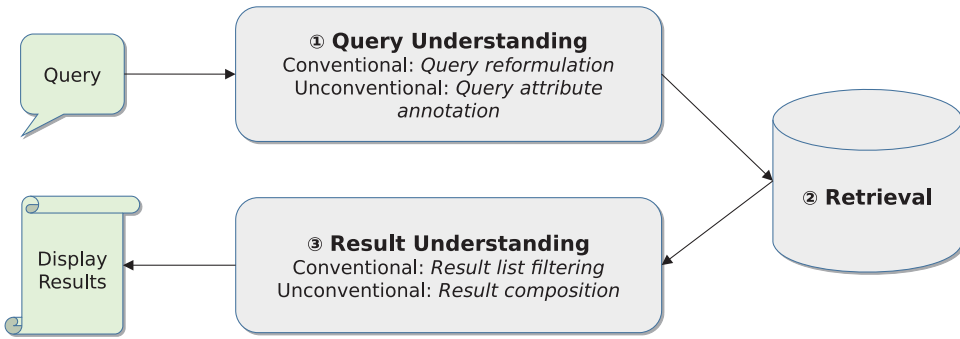 Query
① Query Understanding
Conventional: Query reformulation
Unconventional: Query attribute
annotation
② Retrieval
③ Result Understanding
Conventional: Result list filtering
Unconventional: Result composition
Display
Results